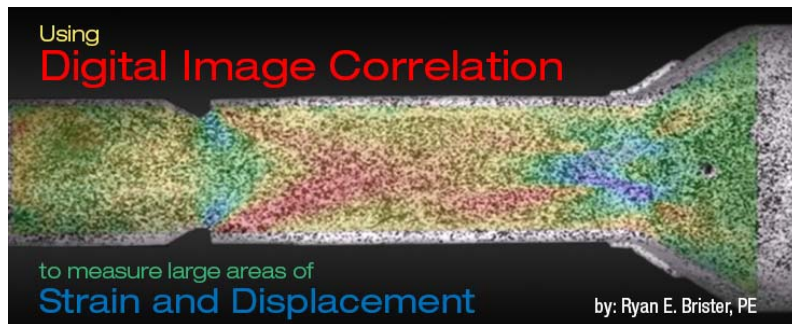 Using
Digital Image Correlation
to measure large areas of
Strain and Displacement
by: Ryan E. Brister, PE